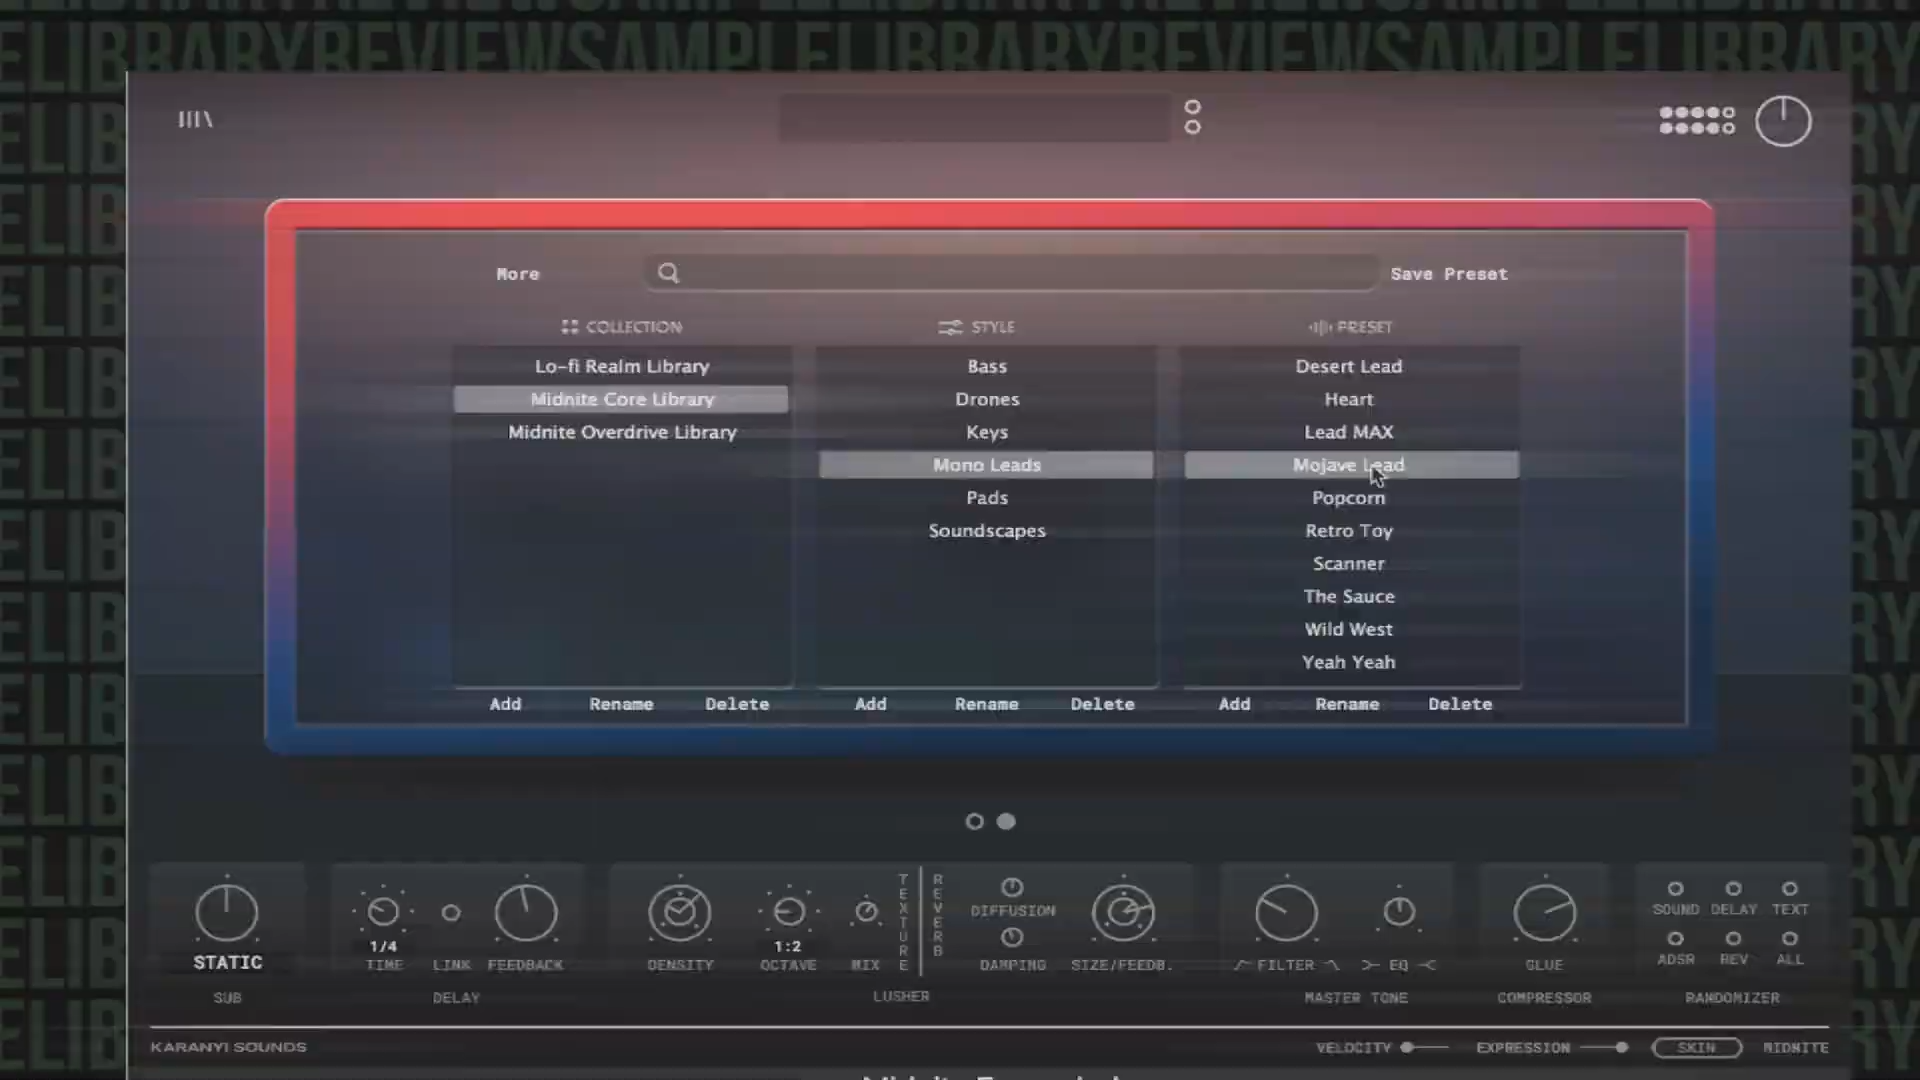 ELIBRARYREVIEWSAMPLELIBRARYREVIEWSAMPLELIBRARY
More
Save Preset
COLLECTION
STYLE
PRESET
Lo-fi Realm Library
Bass
Desert Lead
Midnite Core Library
Drones
Heart
Midnite Overdrive Library
Keys
Lead MAX
Mono Leads
Mojave Lead
Pads
Popcorn
Soundscapes
Retro Toy
Scanner
The Sauce
Wild West
Yeah Yeah
Add Rename Delete
Add Rename Delete
Add Rename Delete
STATIC
SUB
1/4
TIME LINK FEEDBACK
DELAY
1:2
DENSITY OCTAVE MIX
TEXTURE
REVERB
DIFFUSION
DAMPING SIZE/FEEDB.
LUSHER
FILTER EQ
MASTER TONE
GLUE
COMPRESSOR
SOUND DELAY TEXT
ADSR REV ALL
RANDOMIZER
KARANYI SOUNDS
VELOCITY EXPRESSION SKIN MIDNITE